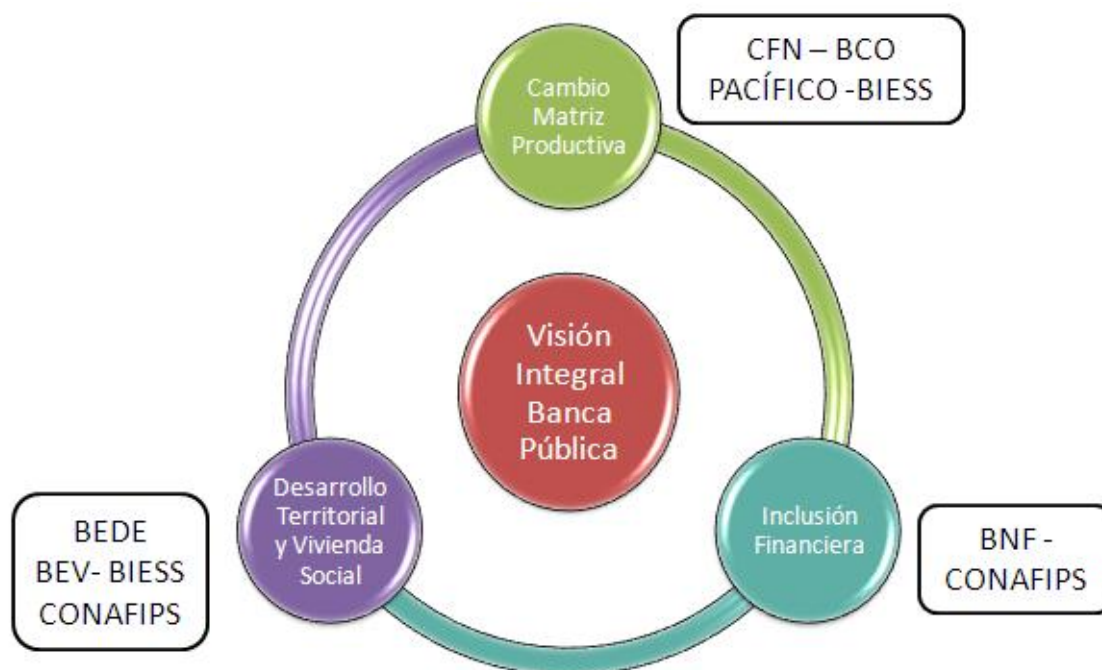 Cambio
Matriz
Productiva
CFN – BCO
PACÍFICO -BIESS
Visión
Integral
Banca
Pública
Desarrollo
Territorial
y Vivienda
Social
BEDE
BEV- BIESS
CONAFIPS
Inclusión
Financiera
BNF -
CONAFIPS